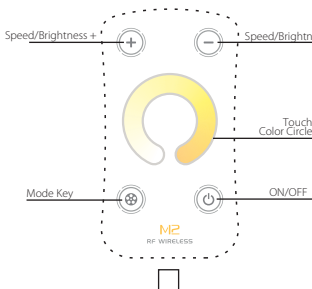 Speed/Brightness +
Speed/Brightn
Touch
Color Circle
Mode Key
ON/OFF
M2
RF WIRELESS